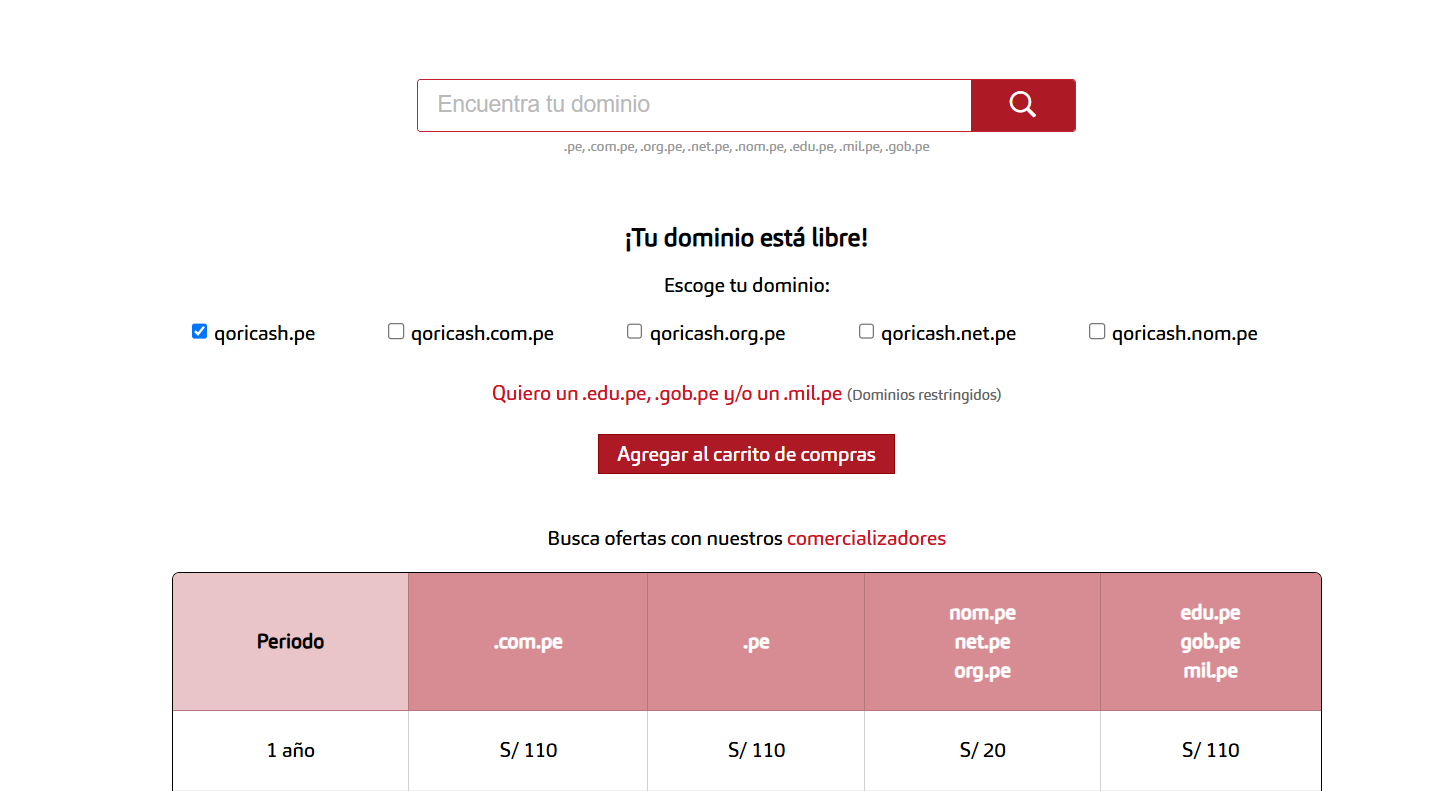 Encuentra tu dominio
.pe, .com.pe, .org.pe, .net.pe, .nom.pe, .edu.pe, .mil.pe, .gob.pe
¡Tu dominio está libre!
Escoge tu dominio:
qoricash.pe qoricash.com.pe qoricash.org.pe qoricash.net.pe qoricash.nom.pe
Quiero un .edu.pe, .gob.pe y/o un .mil.pe (Dominios restringidos)
Agregar al carrito de compras
Busca ofertas con nuestros comercializadores
Periodo .com.pe .pe nom.pe net.pe org.pe edu.pe gob.pe mil.pe
1 año S/ 110 S/ 110 S/ 20 S/ 110